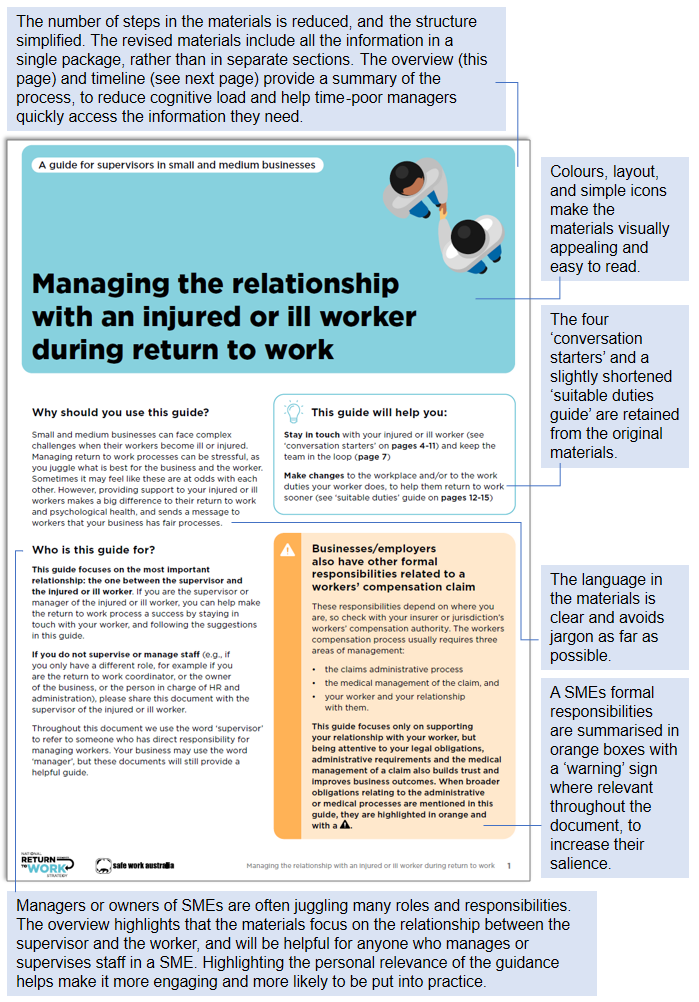 The number of steps in the materials is reduced, and the structure
simplified. The revised materials include all the information in a
single package, rather than in separate sections. The overview (this
page) and timeline (see next page) provide a summary of the
process, to reduce cognitive load and help time-poor managers
quickly access the information they need.
A guide for supervisors in small and medium businesses
Managing the relationship
with an injured or ill worker
during return to work
Colours, layout,
and simple icons
make the
materials visually
appealing and
easy to read.
The four
‘conversation
starters’ and a
slightly shortened
‘suitable duties
guide’ are retained
from the original
materials.
Why should you use this guide?
Small and medium businesses can face complex
challenges when their workers become ill or injured.
Managing return to work processes can be stressful, as
you juggle what is best for the business and the worker.
Sometimes it may feel like these are at odds with each
other. However, providing support to your injured or ill
workers makes a big difference to their return to work
and psychological health, and sends a message to
workers that your business has fair processes.
This guide will help you:
Stay in touch with your injured or ill worker (see
‘conversation starters’ on pages 4-11) and keep the
team in the loop (page 7)
Make changes to the workplace and/or to the work
duties your worker does, to help them return to work
sooner (see ‘suitable duties’ guide on pages 12-15)
Who is this guide for?
This guide focuses on the most important
relationship: the one between the supervisor and
the injured or ill worker. If you are the supervisor or
manager of the injured or ill worker, you can help make
the return to work process a success by staying in
touch with your worker, and following the suggestions
in this guide.
If you do not supervise or manage staff (e.g., if
you only have a different role, for example if you
are the return to work coordinator, or the owner
of the business, or the person in charge of HR and
administration), please share this document with the
supervisor of the injured or ill worker.
Throughout this document we use the word ‘supervisor’
to refer to someone who has direct responsibility for
managing workers. Your business may use the word
‘manager’, but these documents will still provide a
helpful guide.
Businesses/employers
also have other formal
responsibilities related to a
workers’ compensation claim
These responsibilities depend on where you
are, so check with your insurer or jurisdiction’s
workers’ compensation authority. The workers
compensation process usually requires three
areas of management:
• the claims administrative process
• the medical management of the claim, and
• your worker and your relationship
with them.
This guide focuses only on supporting
your relationship with your worker, but
being attentive to your legal obligations,
administrative requirements and the medical
management of a claim also builds trust and
improves business outcomes. When broader
obligations relating to the administrative
or medical processes are mentioned in this
guide, they are highlighted in orange and
with a ⚠.
The language in
the materials is
clear and avoids
jargon as far as
possible.
A SMEs formal
responsibilities
are summarised in
orange boxes with
a ‘warning’ sign
where relevant
throughout the
document, to
increase their
salience.
NATIONAL
RETURN
TO WORK
STRATEGY
safe work australia
Managing the relationship with an injured or ill worker during return to work 1
Managers or owners of SMEs are often juggling many roles and responsibilities.
The overview highlights that the materials focus on the relationship between the
supervisor and the worker, and will be helpful for anyone who manages or
supervises staff in a SME. Highlighting the personal relevance of the guidance
helps make it more engaging and more likely to be put into practice.